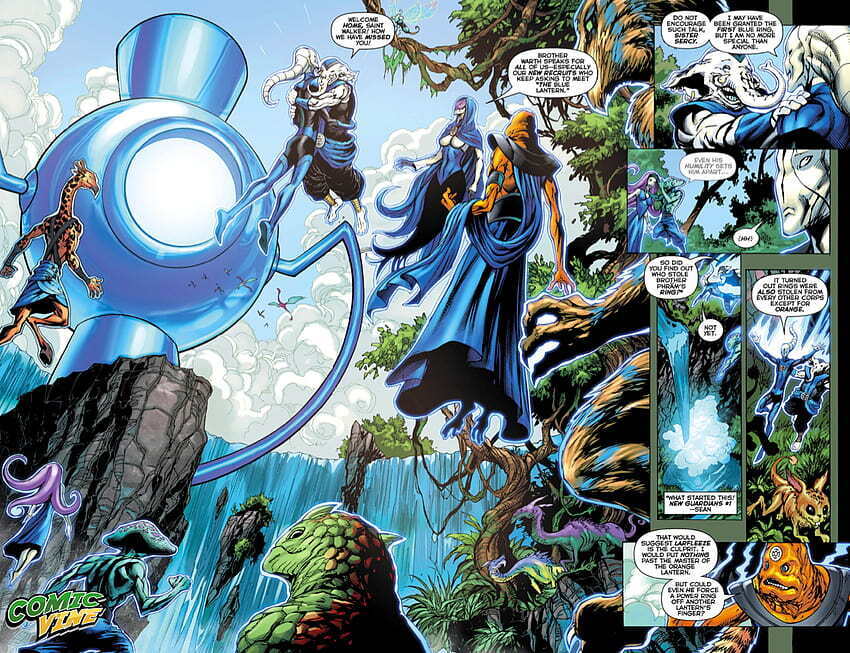 WELCOME
HOME, SAINT
WALKER! HOW
WE HAVE
MISSED YOU!
BROTHER
WARTH SPEAKS FOR
ALL OF US--ESPECIALLY
OUR NEW RECRUITS WHO
KEEP ASKING TO MEET
"THE BLUE
LANTERN."
DO NOT
ENCOURAGE
SUCH TALK,
SISTER
SERCY.
I MAY HAVE
BEEN GRANTED THE
FIRST BLUE RING,
BUT I AM NO MORE
SPECIAL THAN
ANYONE.
EVEN HIS
HUMILITY SETS
HIM APART...
(HH)
SO DID
YOU FIND OUT
WHO STOLE
BROTHER
PHRAM'S
RING?*
NOT
YET.
*WHAT STARTED THIS!
NEW GUARDIANS #1
--SEAN
IT TURNED
OUT RINGS WERE
ALSO STOLEN FROM
EVERY OTHER CORPS
EXCEPT FOR
ORANGE.
THAT WOULD
SUGGEST LARFLEEZE
IS THE CULPRIT. I
WOULD PUT NOTHING
PAST THE MASTER OF
THE ORANGE
LANTERN.
BUT COULD
EVEN HE FORCE
A POWER RING
OFF ANOTHER
LANTERN'S
FINGER?
COMIC
VINE